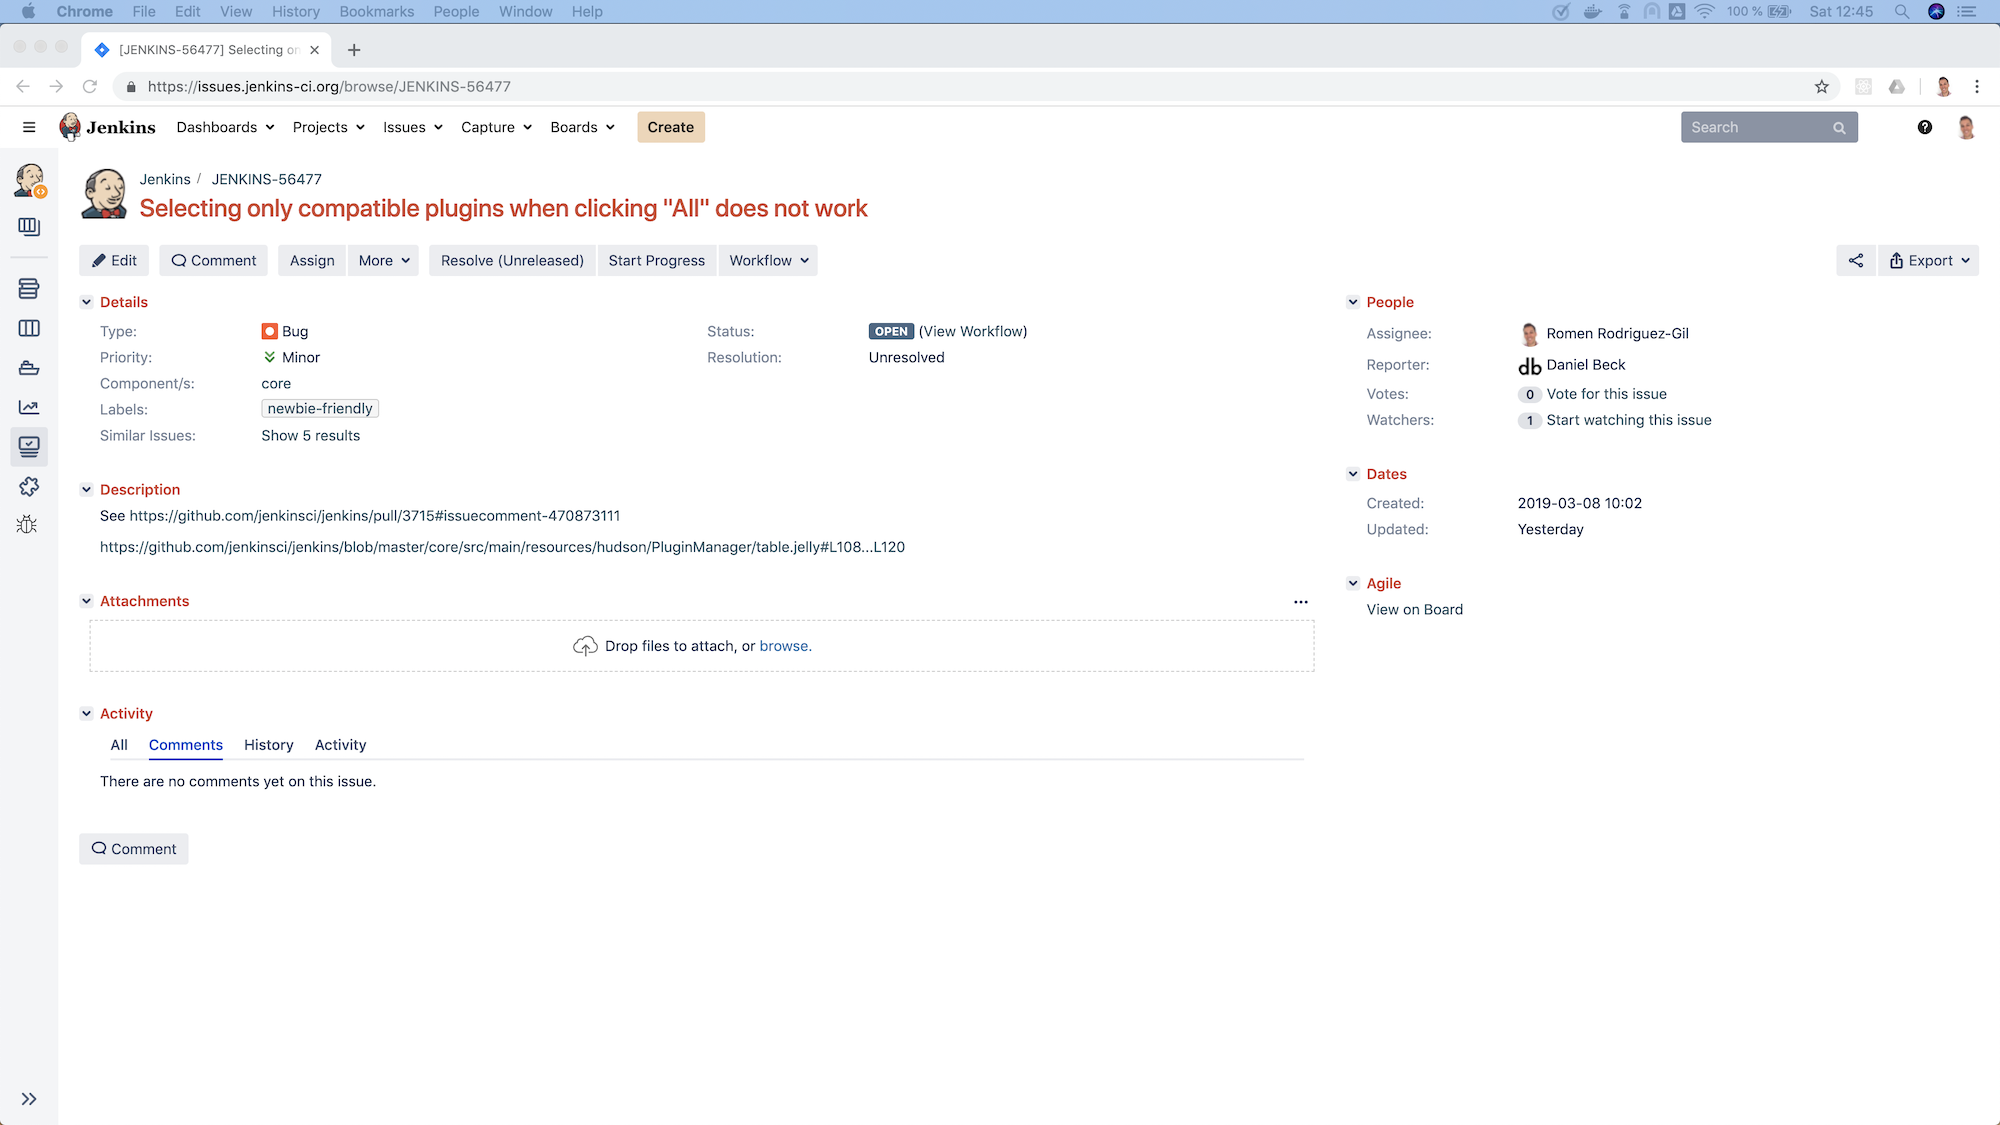 Chrome File Edit View History Bookmarks People Window Help 100 % Sat 12:45
[JENKINS-56477] Selecting on
https://issues.jenkins-ci.org/browse/JENKINS-56477
Jenkins Dashboards Projects Issues Capture Boards Create Search
Jenkins / JENKINS-56477
Selecting only compatible plugins when clicking "All" does not work
Edit Comment Assign More Resolve (Unreleased) Start Progress Workflow Export
Details
Type: Bug
Priority: Minor
Component/s: core
Labels: newbie-friendly
Similar Issues: Show 5 results
Status: OPEN (View Workflow)
Resolution: Unresolved
Description
See https://github.com/jenkinsci/jenkins/pull/3715#issuecomment-470873111
https://github.com/jenkinsci/jenkins/blob/master/core/src/main/resources/hudson/PluginManager/table.jelly#L108...L120
Attachments
Drop files to attach, or browse.
Activity
All Comments History Activity
There are no comments yet on this issue.
Comment
People
Assignee: Romen Rodriguez-Gil
Reporter: db Daniel Beck
Votes: 0 Vote for this issue
Watchers: 1 Start watching this issue
Dates
Created: 2019-03-08 10:02
Updated: Yesterday
Agile
View on Board